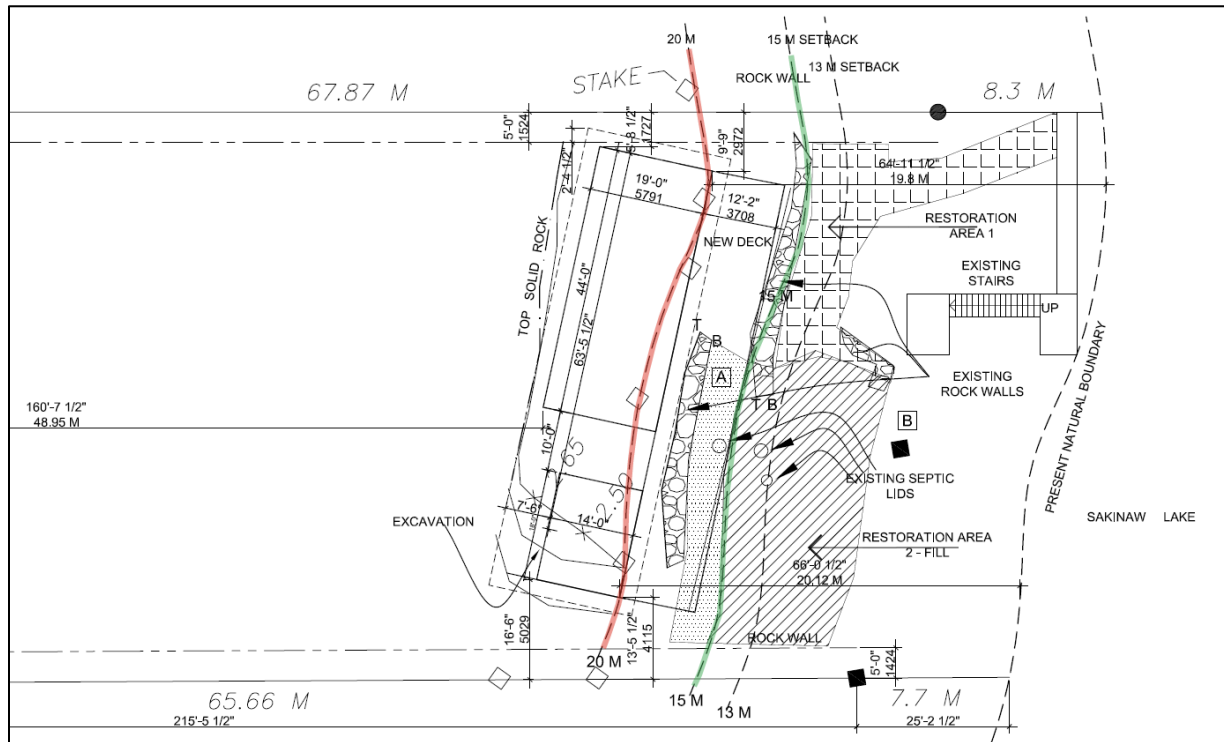 20 M
15 M SETBACK
13 M SETBACK
STAKE
ROCK WALL
67.87 M
8.3 M
5'-0"
1524
5'-8 1/2"
1727
9'-9"
2972
2'-4 1/2"
64'-11 1/2"
19.8 M
19'-0"
5791
12'-2"
3708
TOP SOLID ROCK
NEW DECK
RESTORATION
AREA 1
EXISTING
STAIRS
UP
44'-0"
63'-5 1/2"
15 M
T
B
A
EXISTING
ROCK WALLS
T B
B
PRESENT NATURAL BOUNDARY
160'-7 1/2"
48.95 M
10'-0"
65
2.50
EXISTING SEPTIC
LIDS
7'-6"
14'-0"
EXCAVATION
SAKINAW LAKE
RESTORATION AREA
2 - FILL
66'-0 1/2"
20.12 M
16'-6"
5029
13'-5 1/2"
4115
ROCK WALL
5'-0"
1424
20 M
15 M
13 M
65.66 M
215'-5 1/2"
7.7 M
25'-2 1/2"